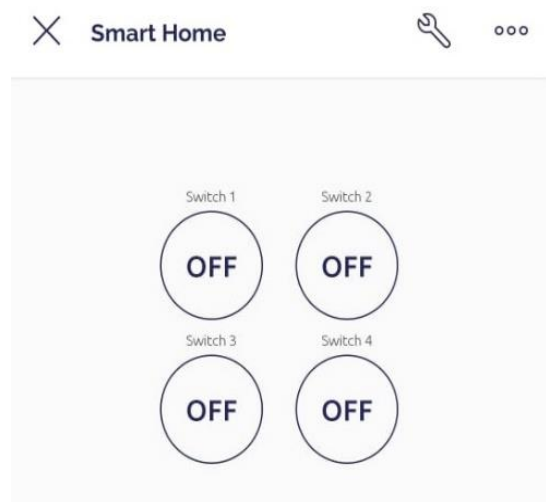 Smart Home
Switch 1 Switch 2
OFF OFF
Switch 3 Switch 4
OFF OFF